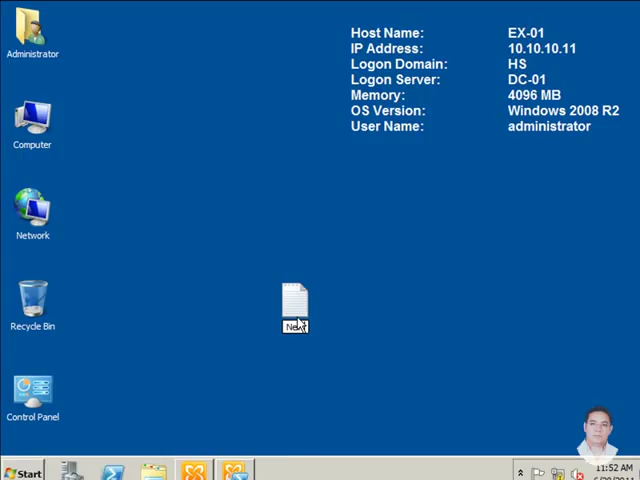 Administrator
Computer
Network
Recycle Bin
Control Panel
Host Name: EX-01
IP Address: 10.10.10.11
Logon Domain: HS
Logon Server: DC-01
Memory: 4096 MB
OS Version: Windows 2008 R2
User Name: administrator
Start
11:52 AM